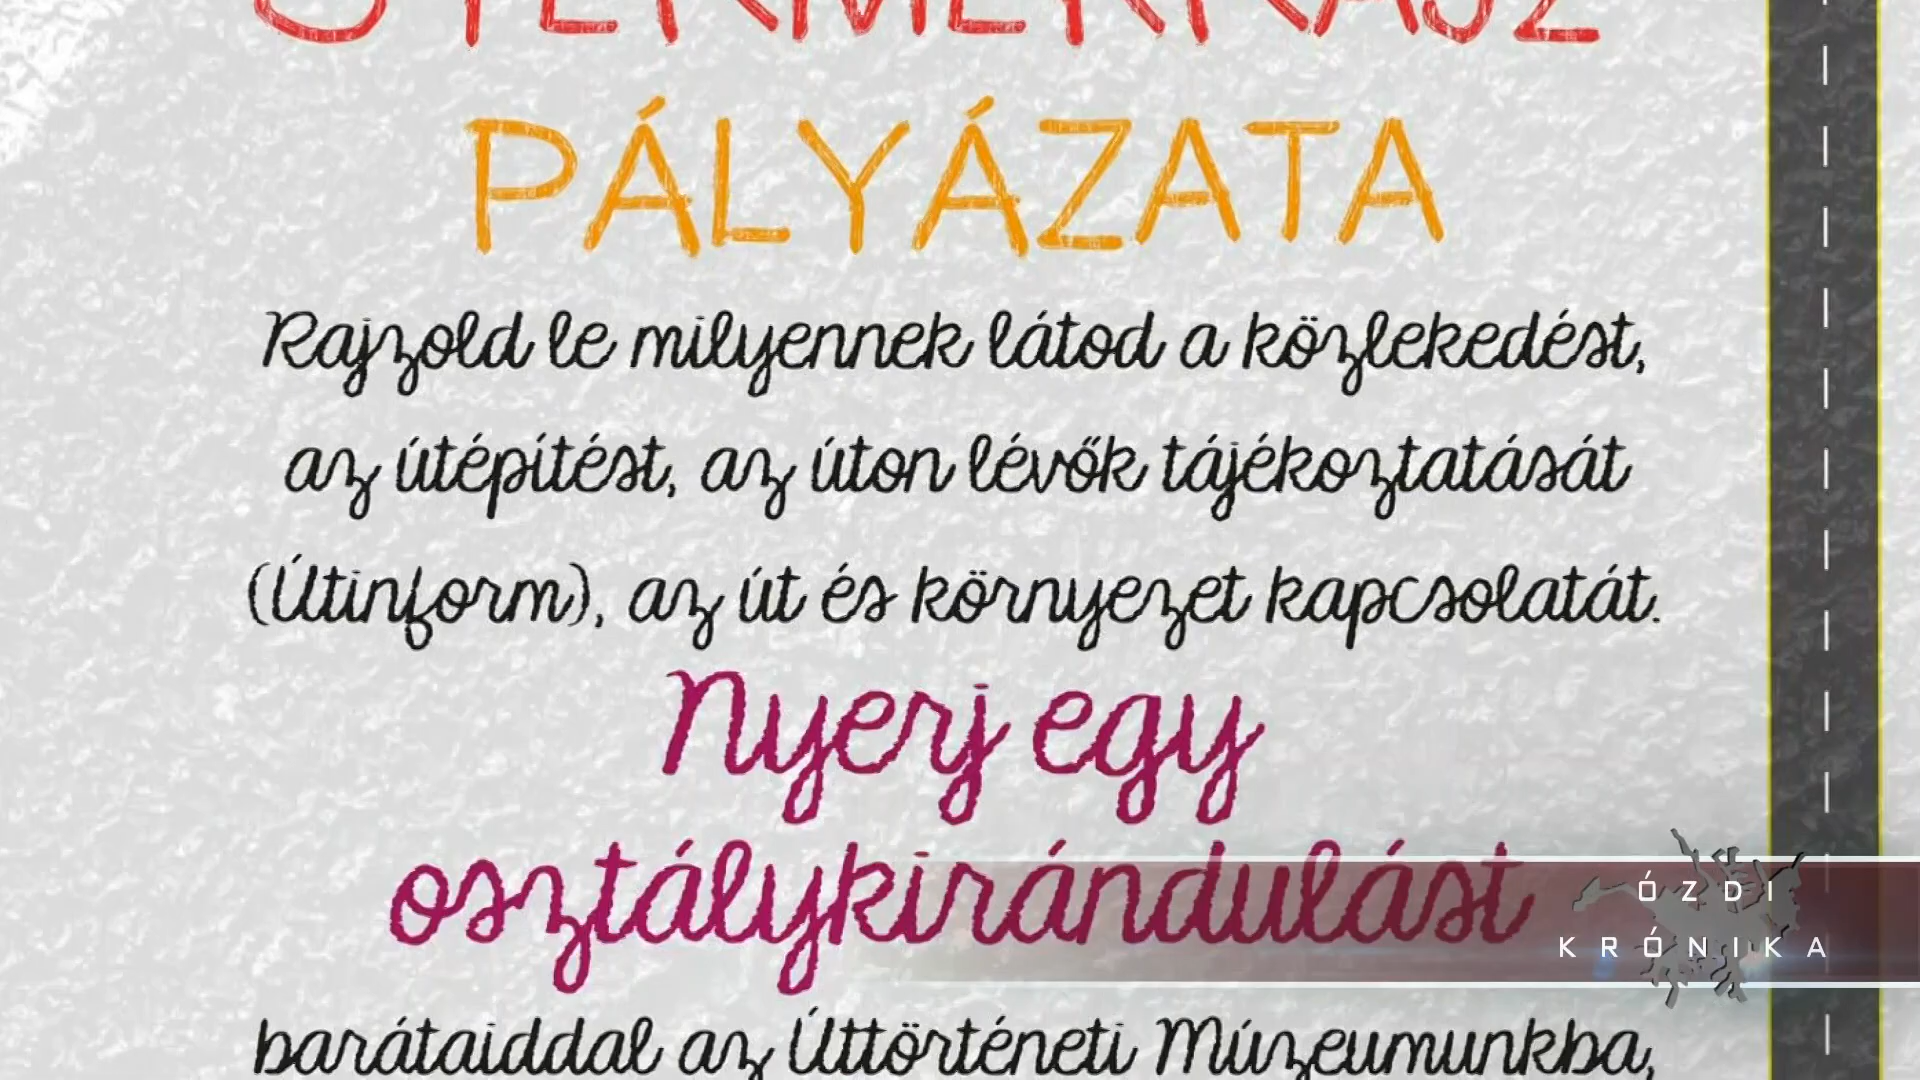 GYERMEKRAJZ
PÁLYÁZATA
Rajzold le milyennek látod a közlekedést,
az útépítést, az úton lévők tájékoztatását
(Útinform), az út és környezet kapcsolatát.
Nyerj egy
osztálykirándulást
barátaiddal az Úttörténeti Múzeumunkba,
ÓZDI
KRÓNIKA